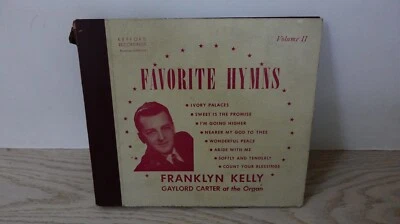 RECORDINGS
Volume II
FAVORITE HYMNS
IVORY PALACES
SWEET IS THE PROMISE
I'M GOING HIGHER
NEARER MY GOD TO THEE
WONDERFUL PEACE
ABIDE WITH ME
SOFTLY AND TENDERLY
COUNT YOUR BLESSINGS
FRANKLYN KELLY
GAYLORD CARTER at the Organ